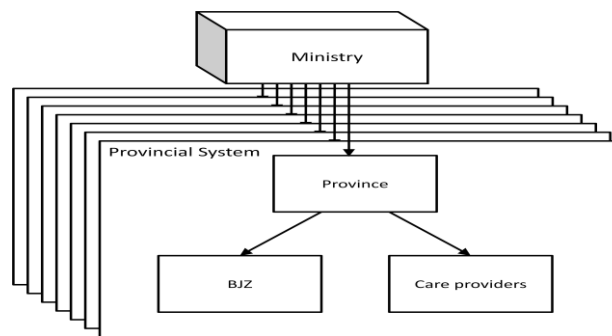 Ministry
Provincial System
Province
BJZ
Care providers